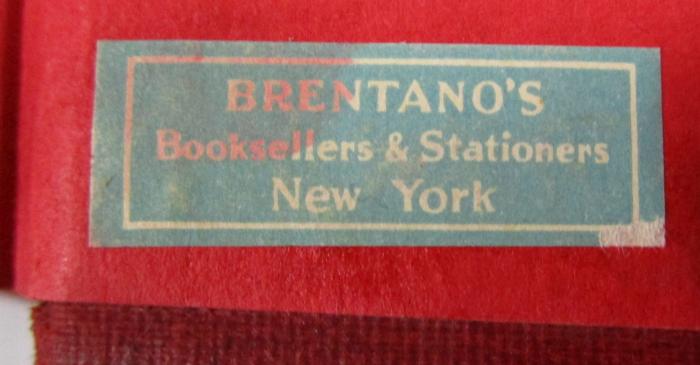 BRENTANO'S
Booksellers & Stationers
New York